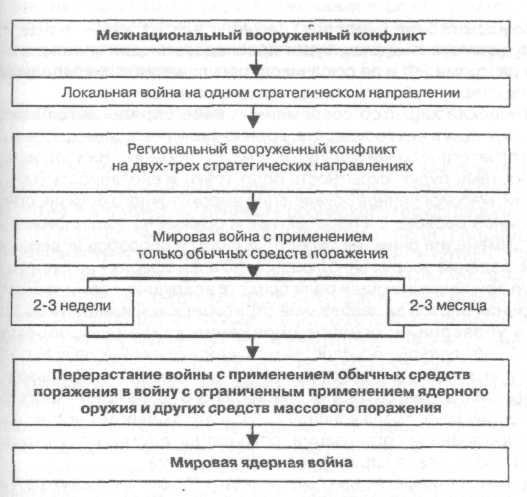 Межнациональный вооруженный конфликт
Локальная война на одном стратегическом направлении
Региональный вооруженный конфликт
на двух-трех стратегических направлениях
Мировая война с применением
только обычных средств поражения
2-3 недели
2-3 месяца
Перерастание войны с применением обычных средств
поражения в войну с ограниченным применением ядерного
оружия и других средств массового поражения
Мировая ядерная война